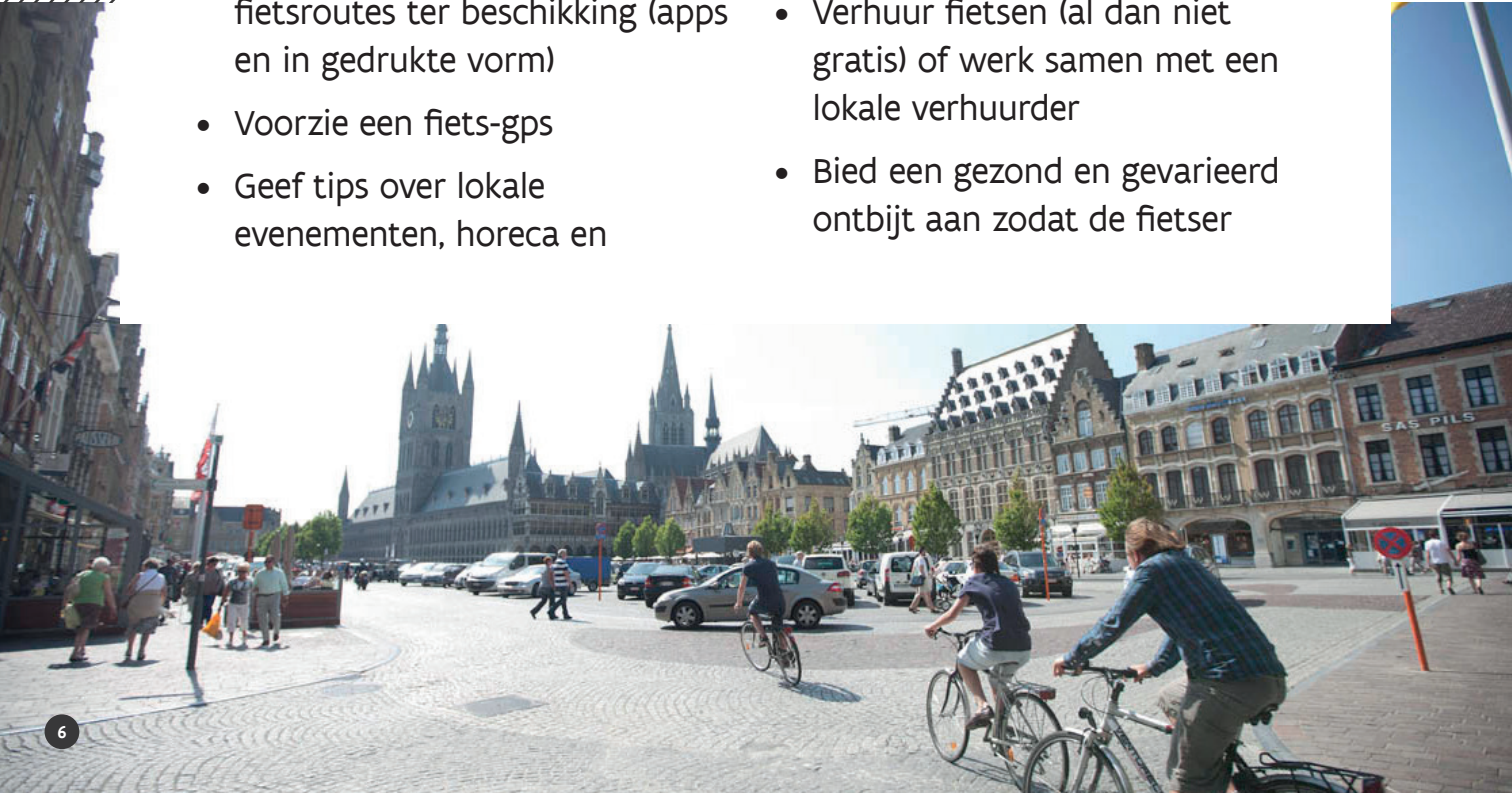 fietsroutes ter beschikking (apps
en in gedrukte vorm)
• Voorzie een fiets-gps
• Geef tips over lokale
evenementen, horeca en
• Verhuur fietsen (al dan niet
gratis) of werk samen met een
lokale verhuurder
• Bied een gezond en gevarieerd
ontbijt aan zodat de fietser
SAS PILS
6